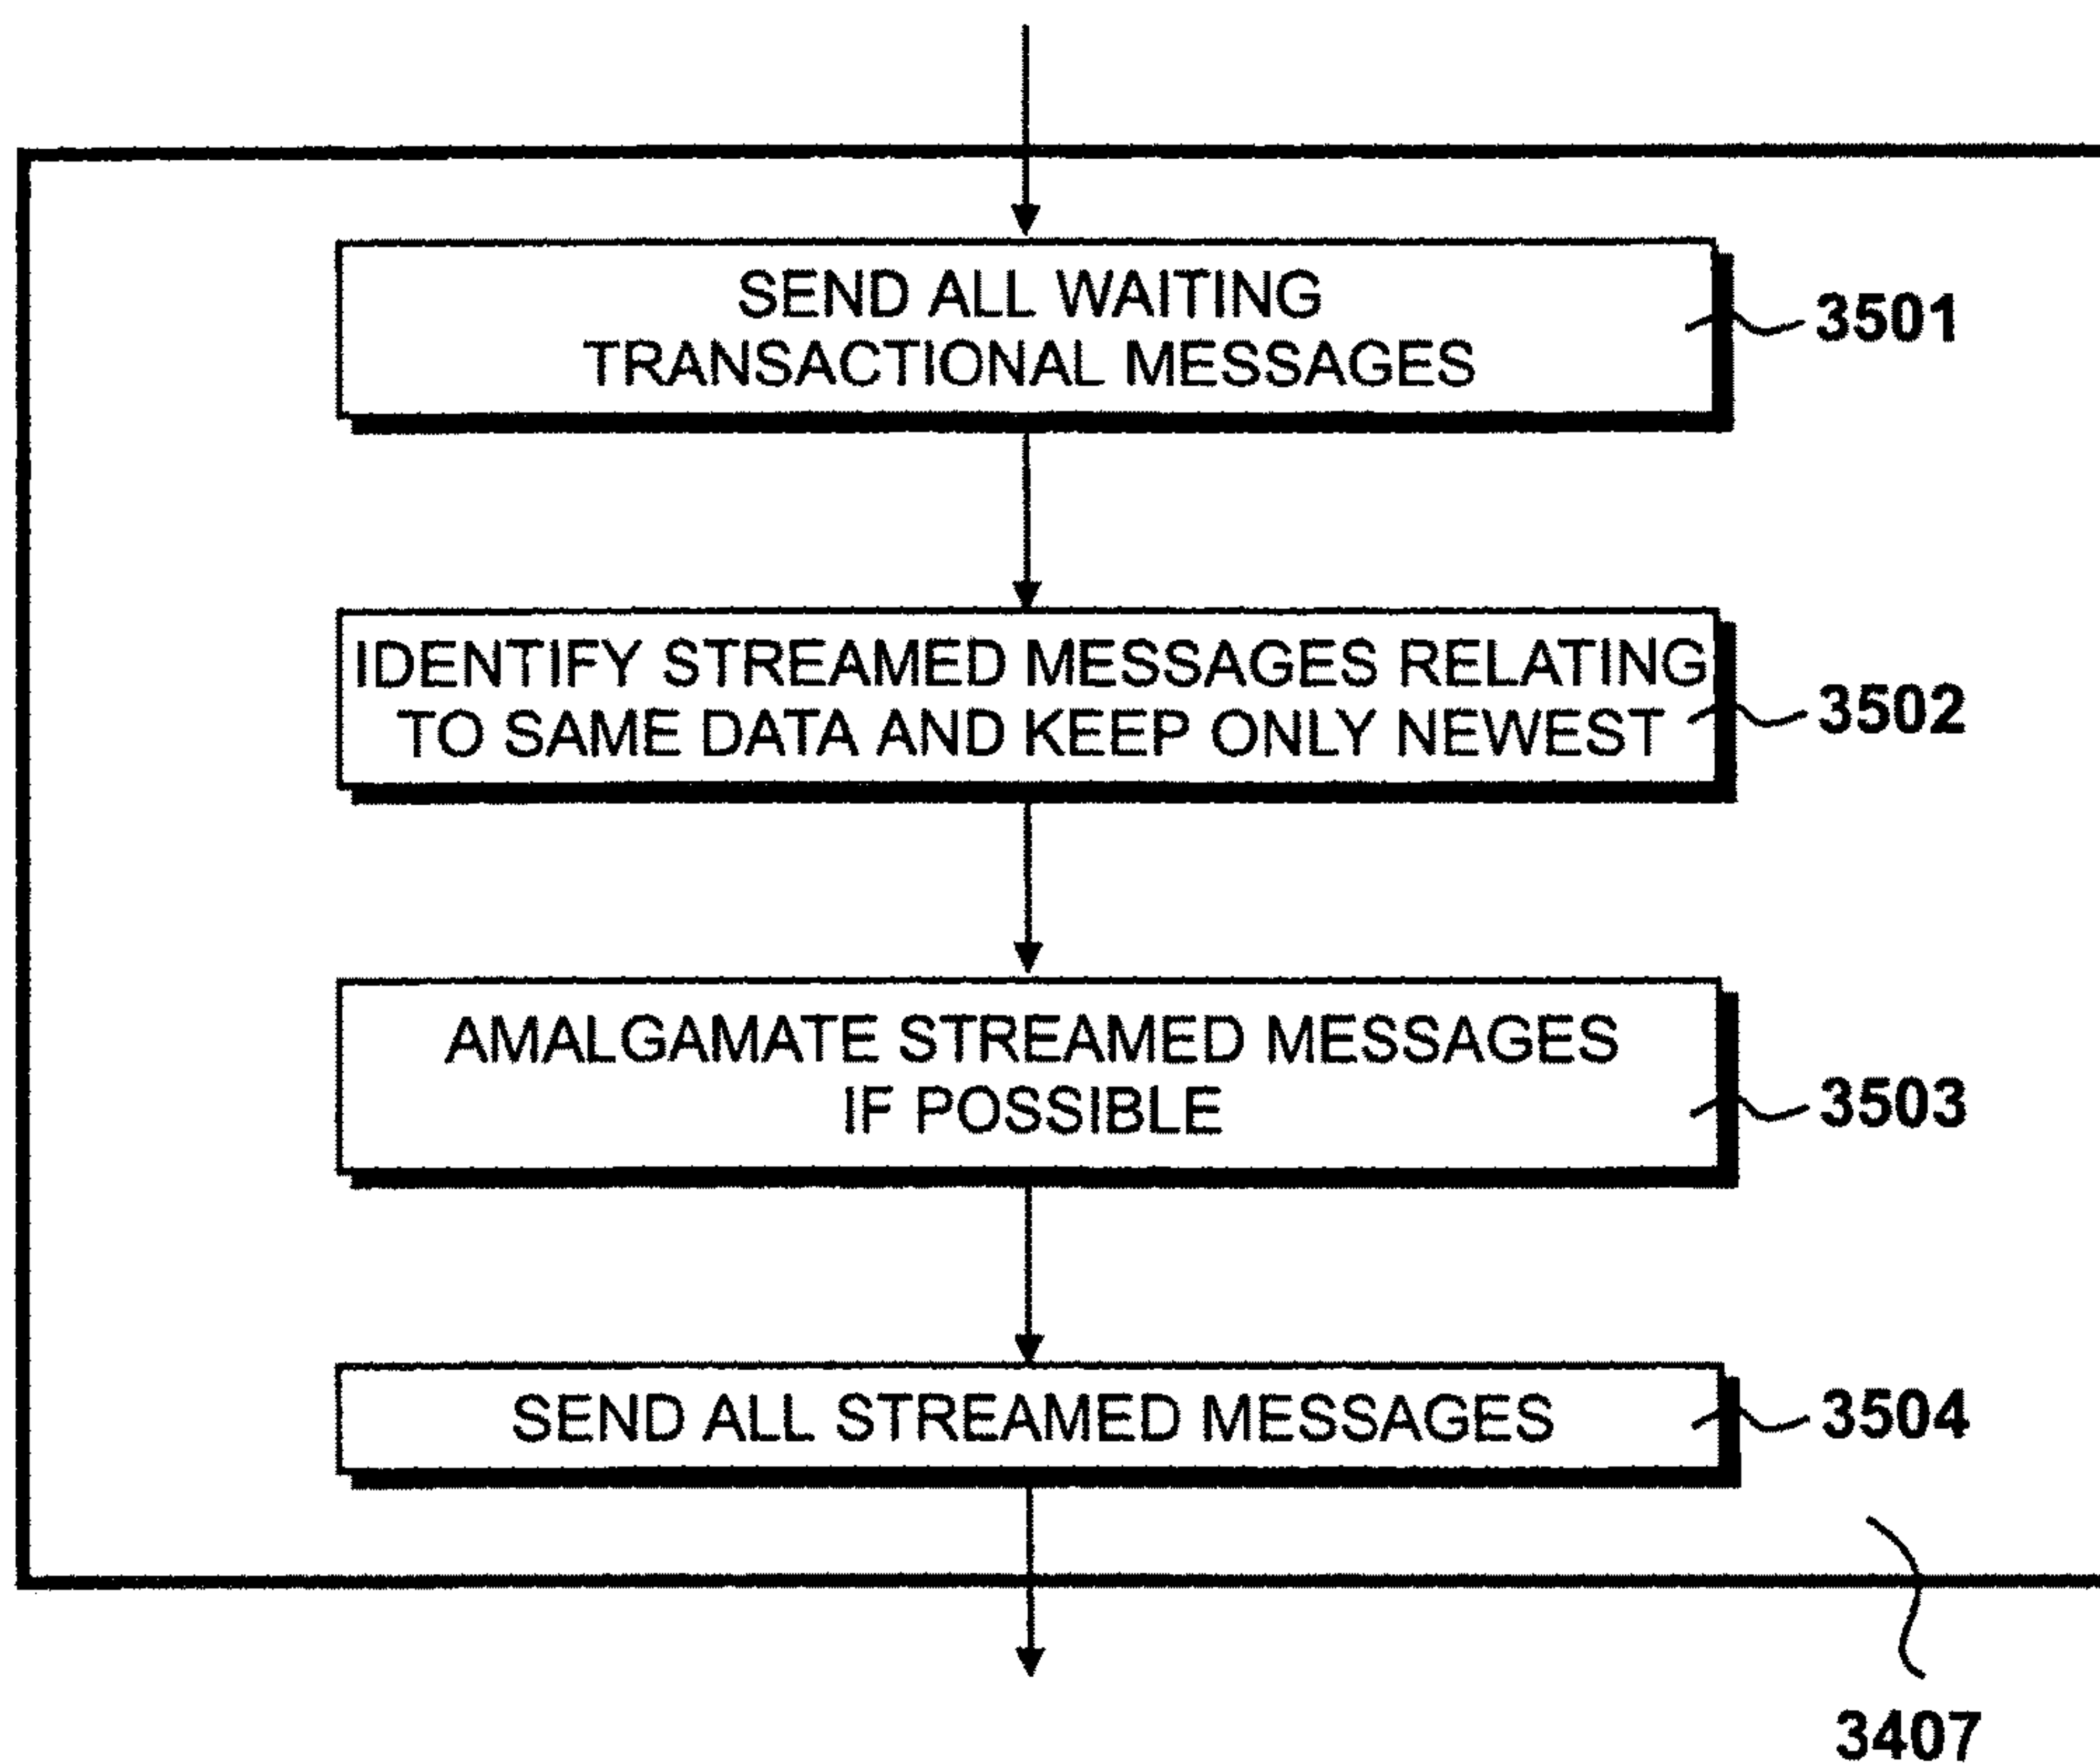 SEND ALL WAITING
TRANSACTIONAL MESSAGES
3501
IDENTIFY STREAMED MESSAGES RELATING
TO SAME DATA AND KEEP ONLY NEWEST
3502
AMALGAMATE STREAMED MESSAGES
IF POSSIBLE
3503
SEND ALL STREAMED MESSAGES
3504
3407